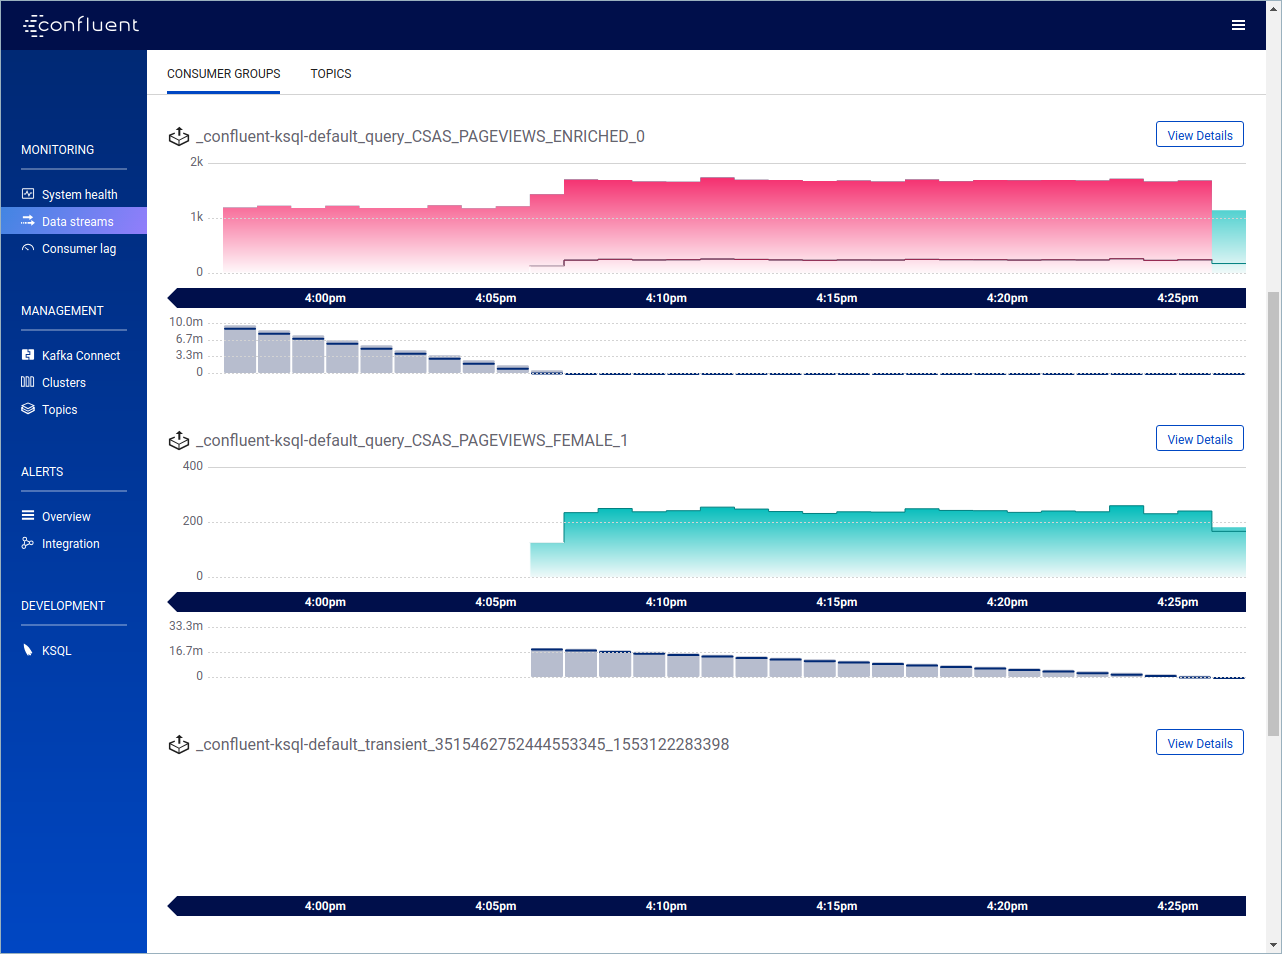 confluent
CONSUMER GROUPS TOPICS
MONITORING
System health
Data streams
Consumer lag
MANAGEMENT
Kafka Connect
Clusters
Topics
ALERTS
Overview
Integration
DEVELOPMENT
KSQL
_confluent-ksql-default_query_CSAS_PAGEVIEWS_ENRICHED_0 View Details
2k
1k
0
4:00pm 4:05pm 4:10pm 4:15pm 4:20pm 4:25pm
10.0m
6.7m
3.3m
0
_confluent-ksql-default_query_CSAS_PAGEVIEWS_FEMALE_1 View Details
400
200
0
4:00pm 4:05pm 4:10pm 4:15pm 4:20pm 4:25pm
33.3m
16.7m
0
_confluent-ksql-default_transient_3515462752444553345_1553122283398 View Details
4:00pm 4:05pm 4:10pm 4:15pm 4:20pm 4:25pm